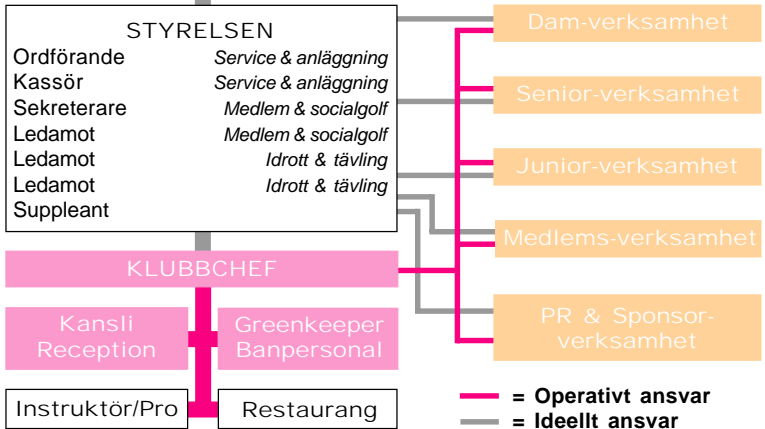 STYRELSEN
Ordförande Service & anläggning
Kassör Service & anläggning
Sekreterare Medlem & socialgolf
Ledamot Medlem & socialgolf
Ledamot Idrott & tävling
Ledamot Idrott & tävling
Suppleant
KLUBBCHEF
Kansli
Reception
Greenkeeper
Banpersonal
Instruktör/Pro
Restaurang
Dam-verksamhet
Senior-verksamhet
Junior-verksamhet
Medlems-verksamhet
PR & Sponsor-
verksamhet
= Operativt ansvar
= Ideellt ansvar